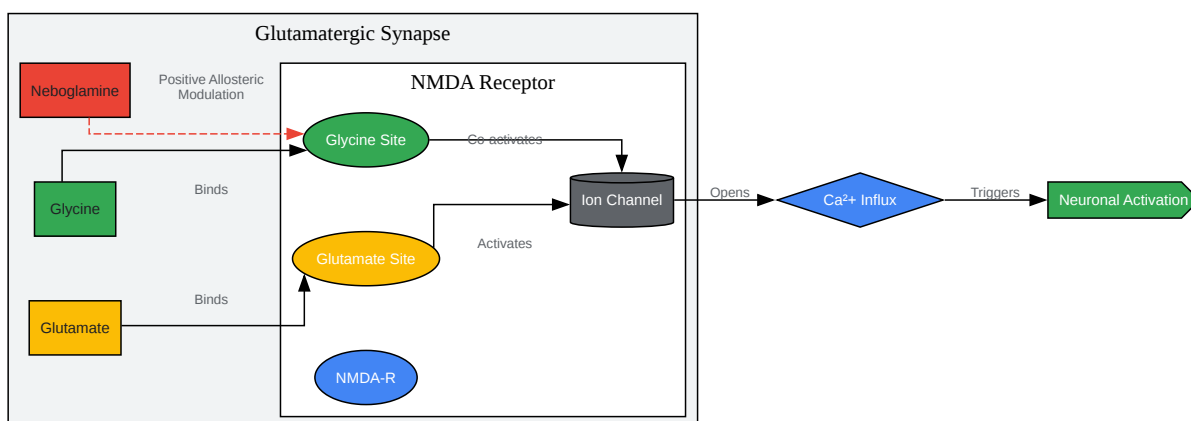 Glutamatergic Synapse
Neboglamine
Positive Allosteric
Modulation
NMDA Receptor
Glycine Site
Co-activates
Glycine
Binds
Ion Channel
Opens
Ca²+ Influx
Triggers
Neuronal Activation
Glutamate Site
Activates
Glutamate
Binds
NMDA-R